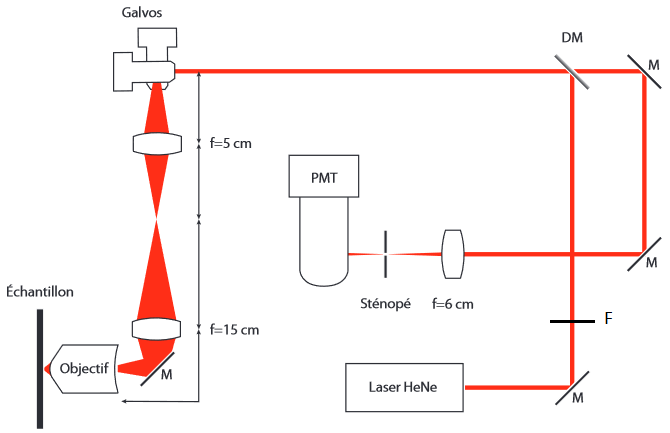 Galvos
DM
M
f=5 cm
PMT
M
Échantillon
Sténopé
f=6 cm
F
f=15 cm
Objectif
M
Laser HeNe
M